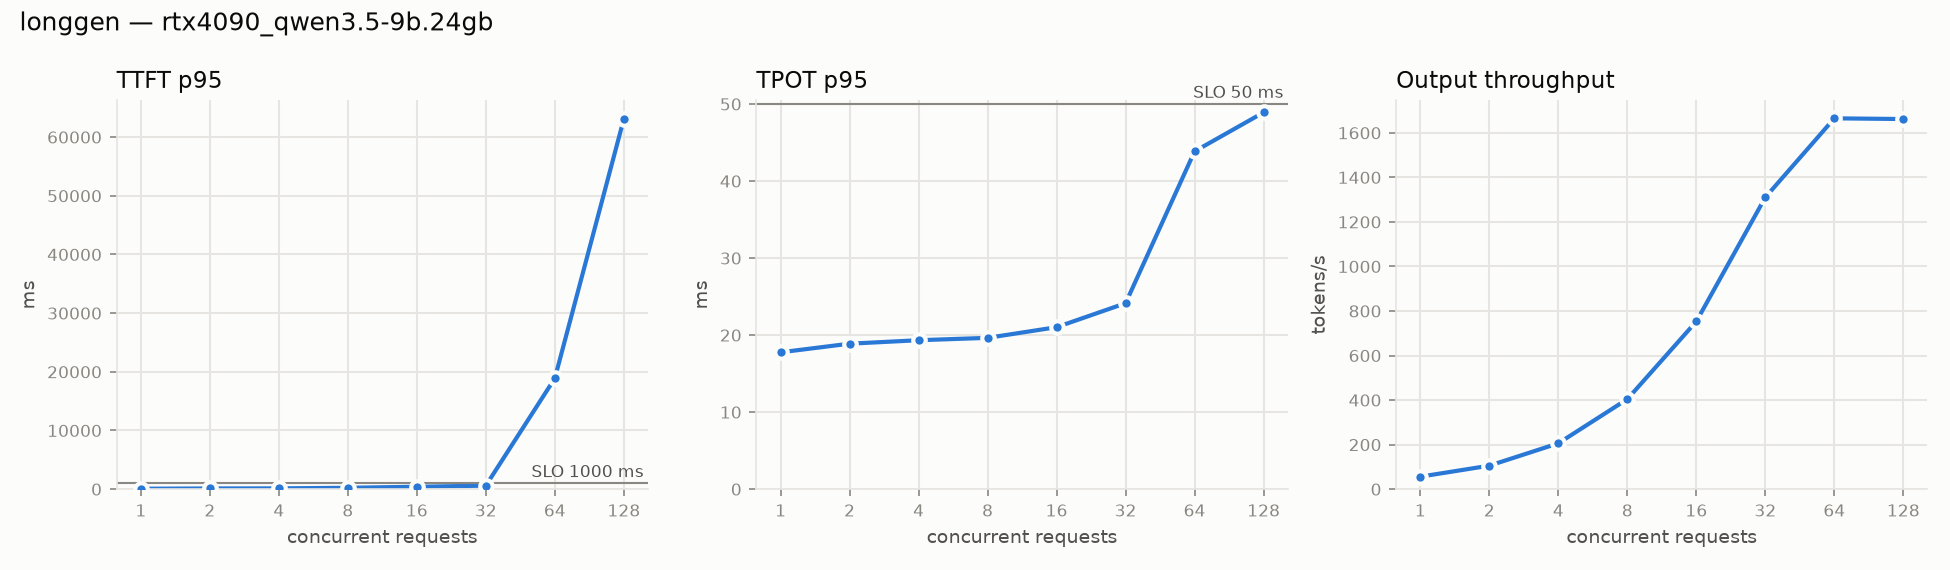 longgen — rtx4090_qwen3.5-9b.24gb
TTFT p95
ms
60000
50000
40000
30000
20000
10000
0
SLO 1000 ms
1 2 4 8 16 32 64 128
concurrent requests
TPOT p95
ms
SLO 50 ms
50
40
30
20
10
0
1 2 4 8 16 32 64 128
concurrent requests
Output throughput
tokens/s
1600
1400
1200
1000
800
600
400
200
0
1 2 4 8 16 32 64 128
concurrent requests